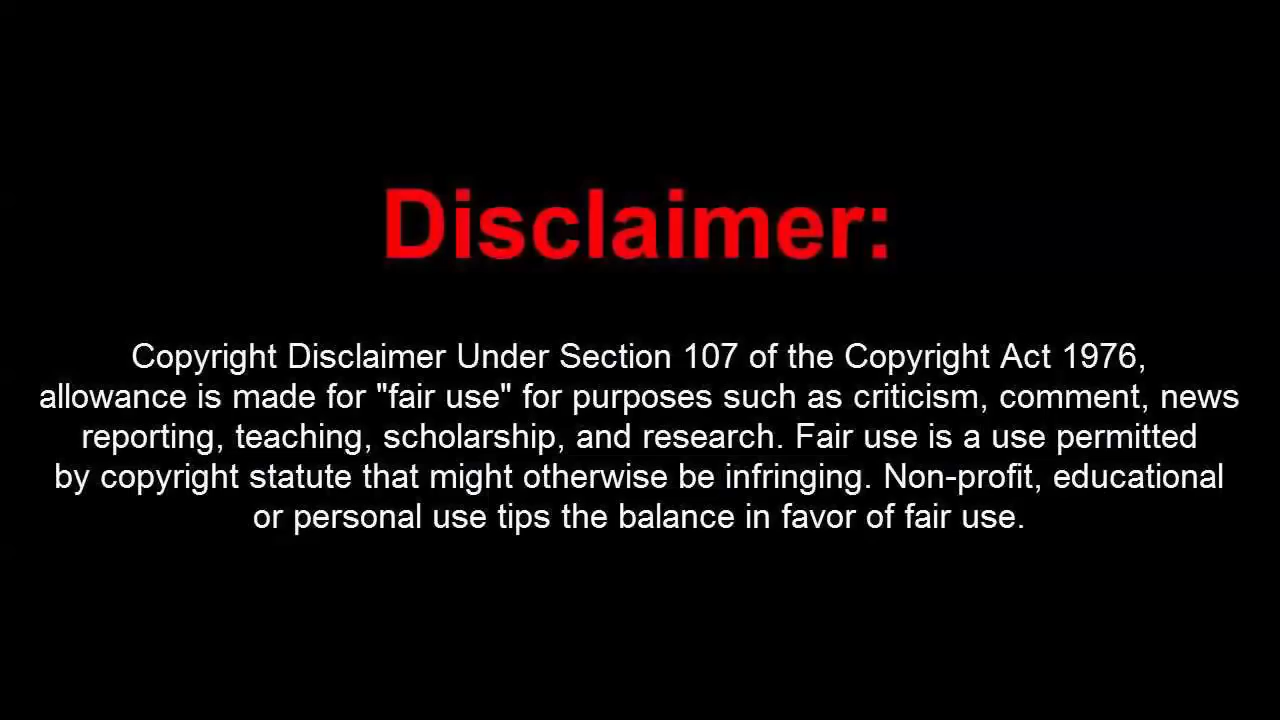 Disclaimer:
Copyright Disclaimer Under Section 107 of the Copyright Act 1976,
allowance is made for "fair use" for purposes such as criticism, comment, news
reporting, teaching, scholarship, and research. Fair use is a use permitted
by copyright statute that might otherwise be infringing. Non-profit, educational
or personal use tips the balance in favor of fair use.